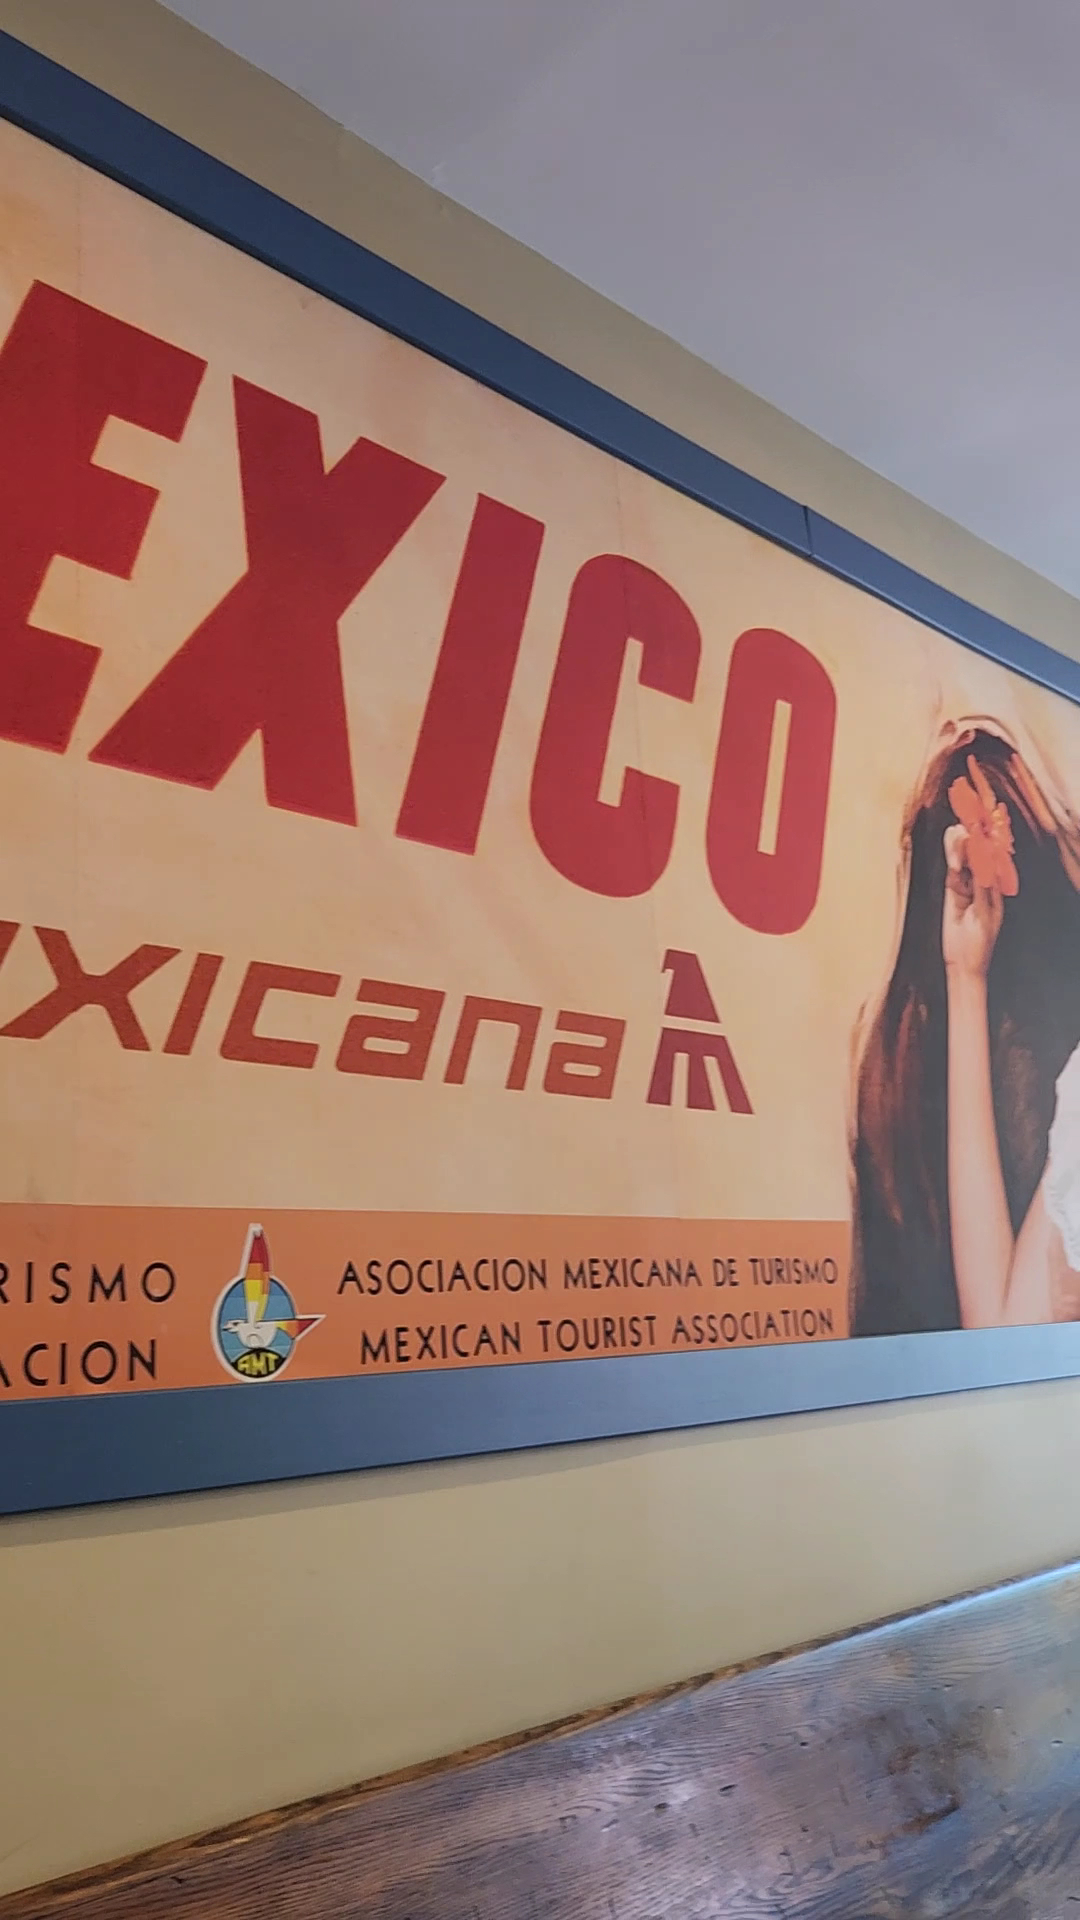 EXICO
xicana
RISMO
ACION
AMT
ASOCIACION MEXICANA DE TURISMO
MEXICAN TOURIST ASSOCIATION